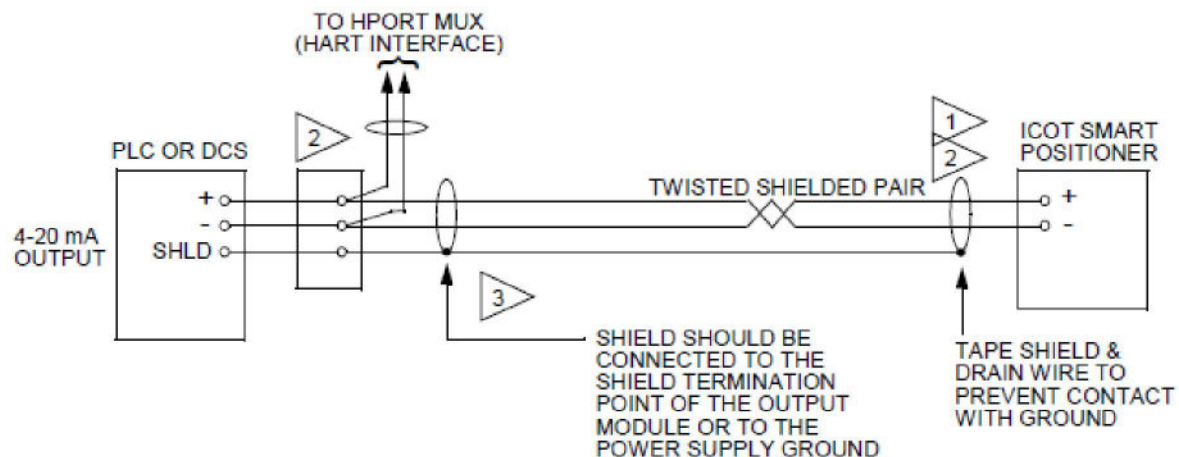 TO HPORT MUX
(HART INTERFACE)
2
1
2
ICOT SMART
POSITIONER
PLC OR DCS
TWISTED SHIELDED PAIR
+
-
SHLD
4-20 mA
OUTPUT
+
-
3
SHIELD SHOULD BE
CONNECTED TO THE
SHIELD TERMINATION
POINT OF THE OUTPUT
MODULE OR TO THE
POWER SUPPLY GROUND
TAPE SHIELD &
DRAIN WIRE TO
PREVENT CONTACT
WITH GROUND